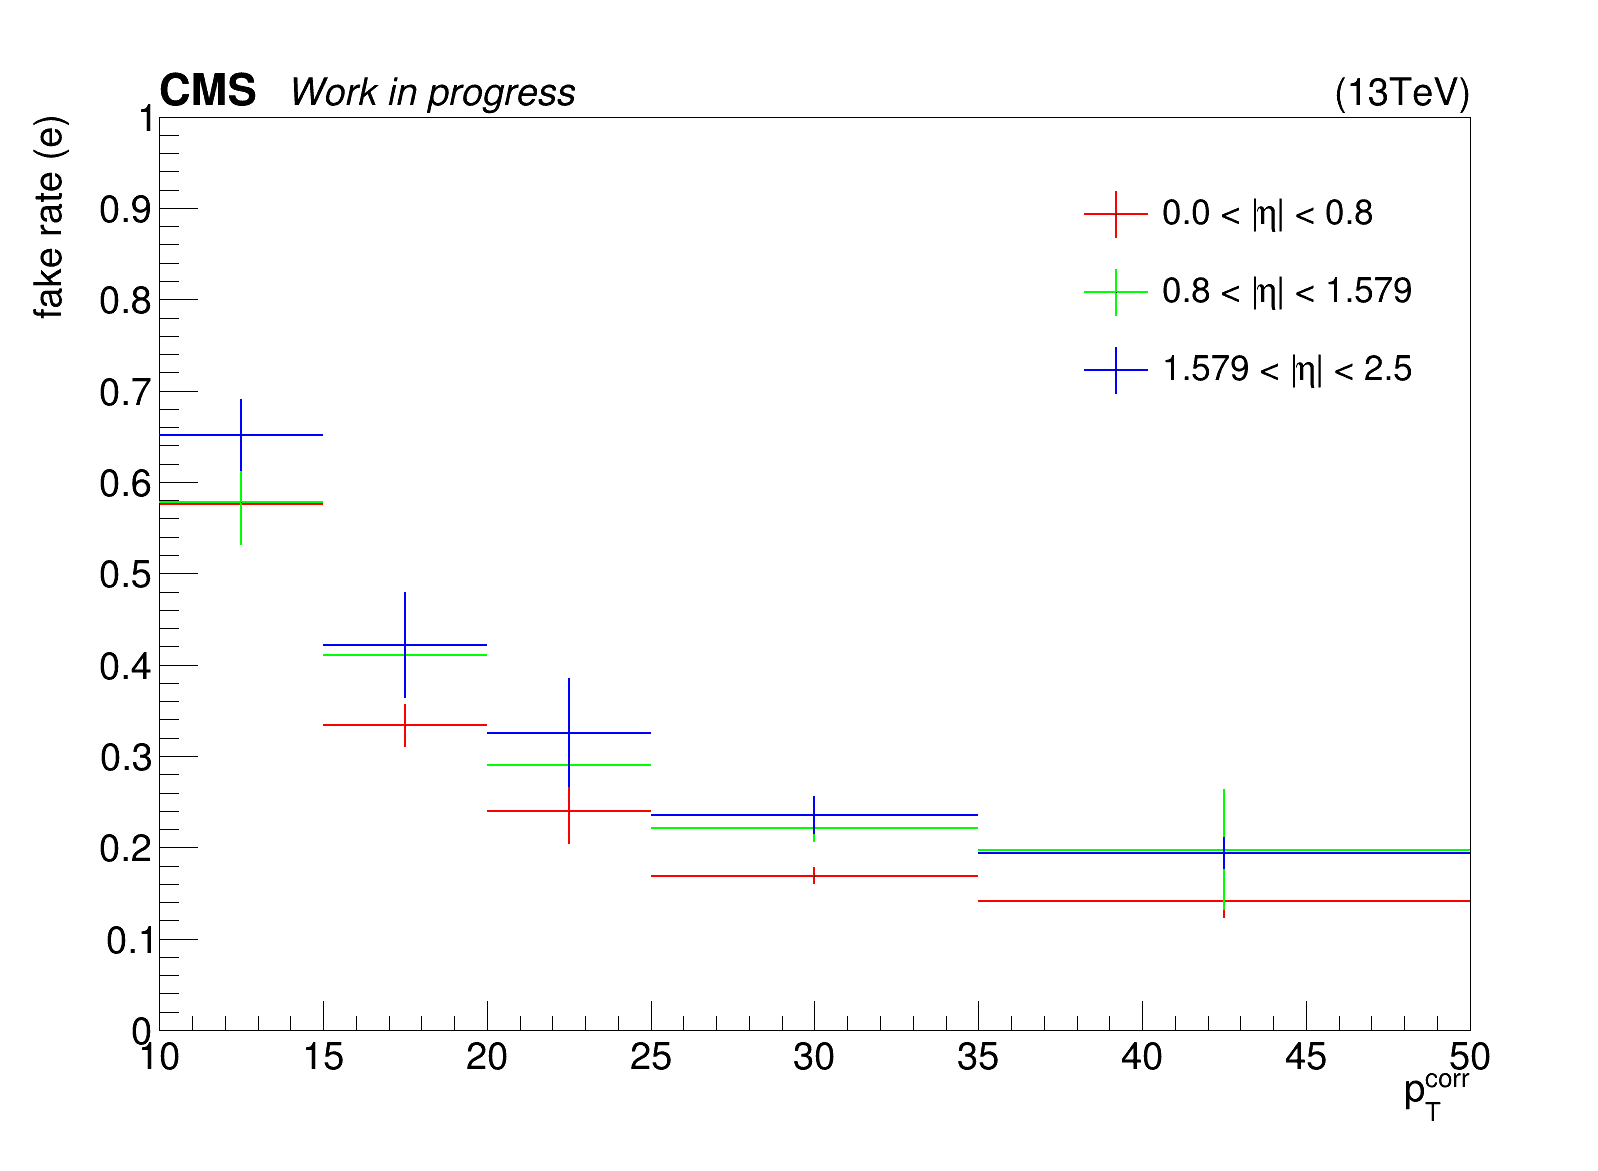 CMS Work in progress (13TeV)
fake rate (e)
1
0.9
0.8
0.7
0.6
0.5
0.4
0.3
0.2
0.1
0
0.0 < |η| < 0.8
0.8 < |η| < 1.579
1.579 < |η| < 2.5
10 15 20 25 30 35 40 45 50
p_T^corr